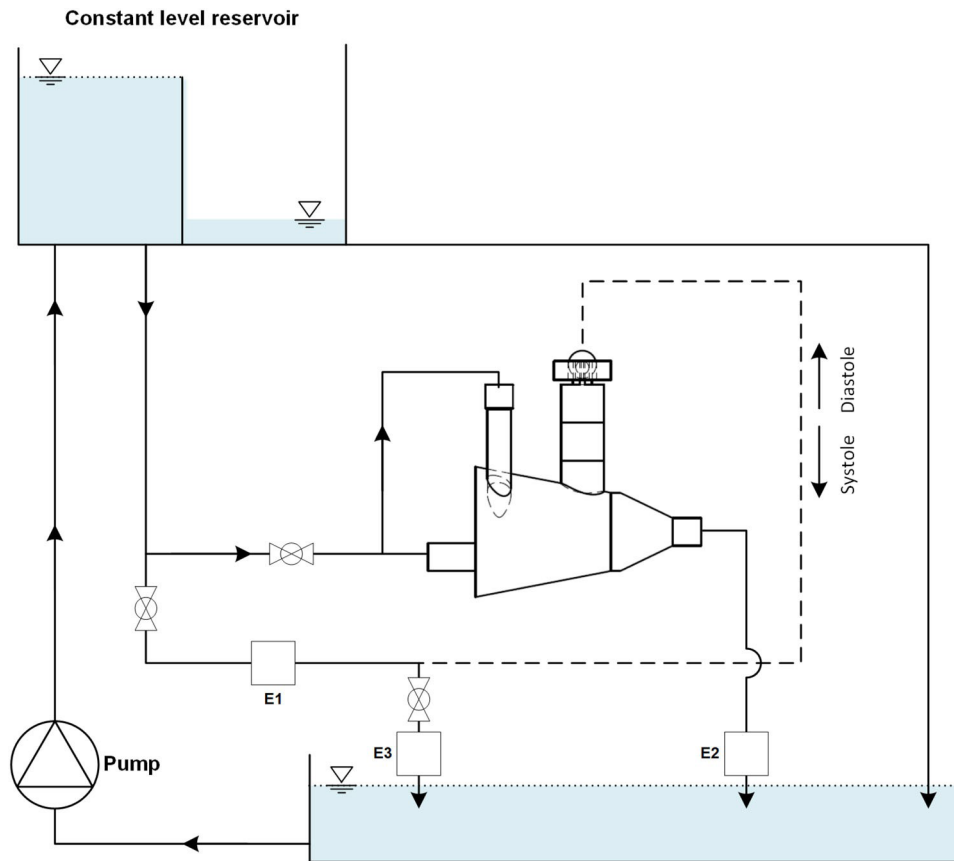 Constant level reservoir
Diastole
Systole
E1
E3
E2
Pump